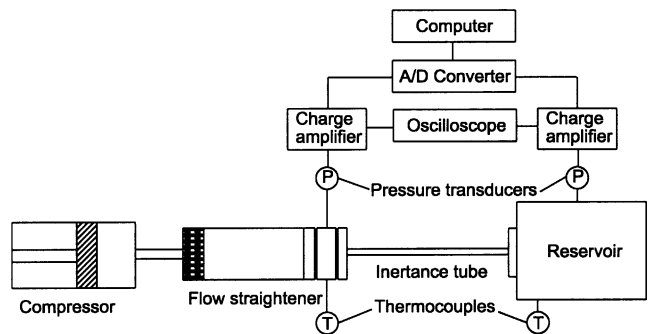 Computer
A/D Converter
Charge
amplifier
Oscilloscope
Charge
amplifier
P
Pressure transducers
P
Reservoir
Inertance tube
Compressor
Flow straightener
T
Thermocouples
T